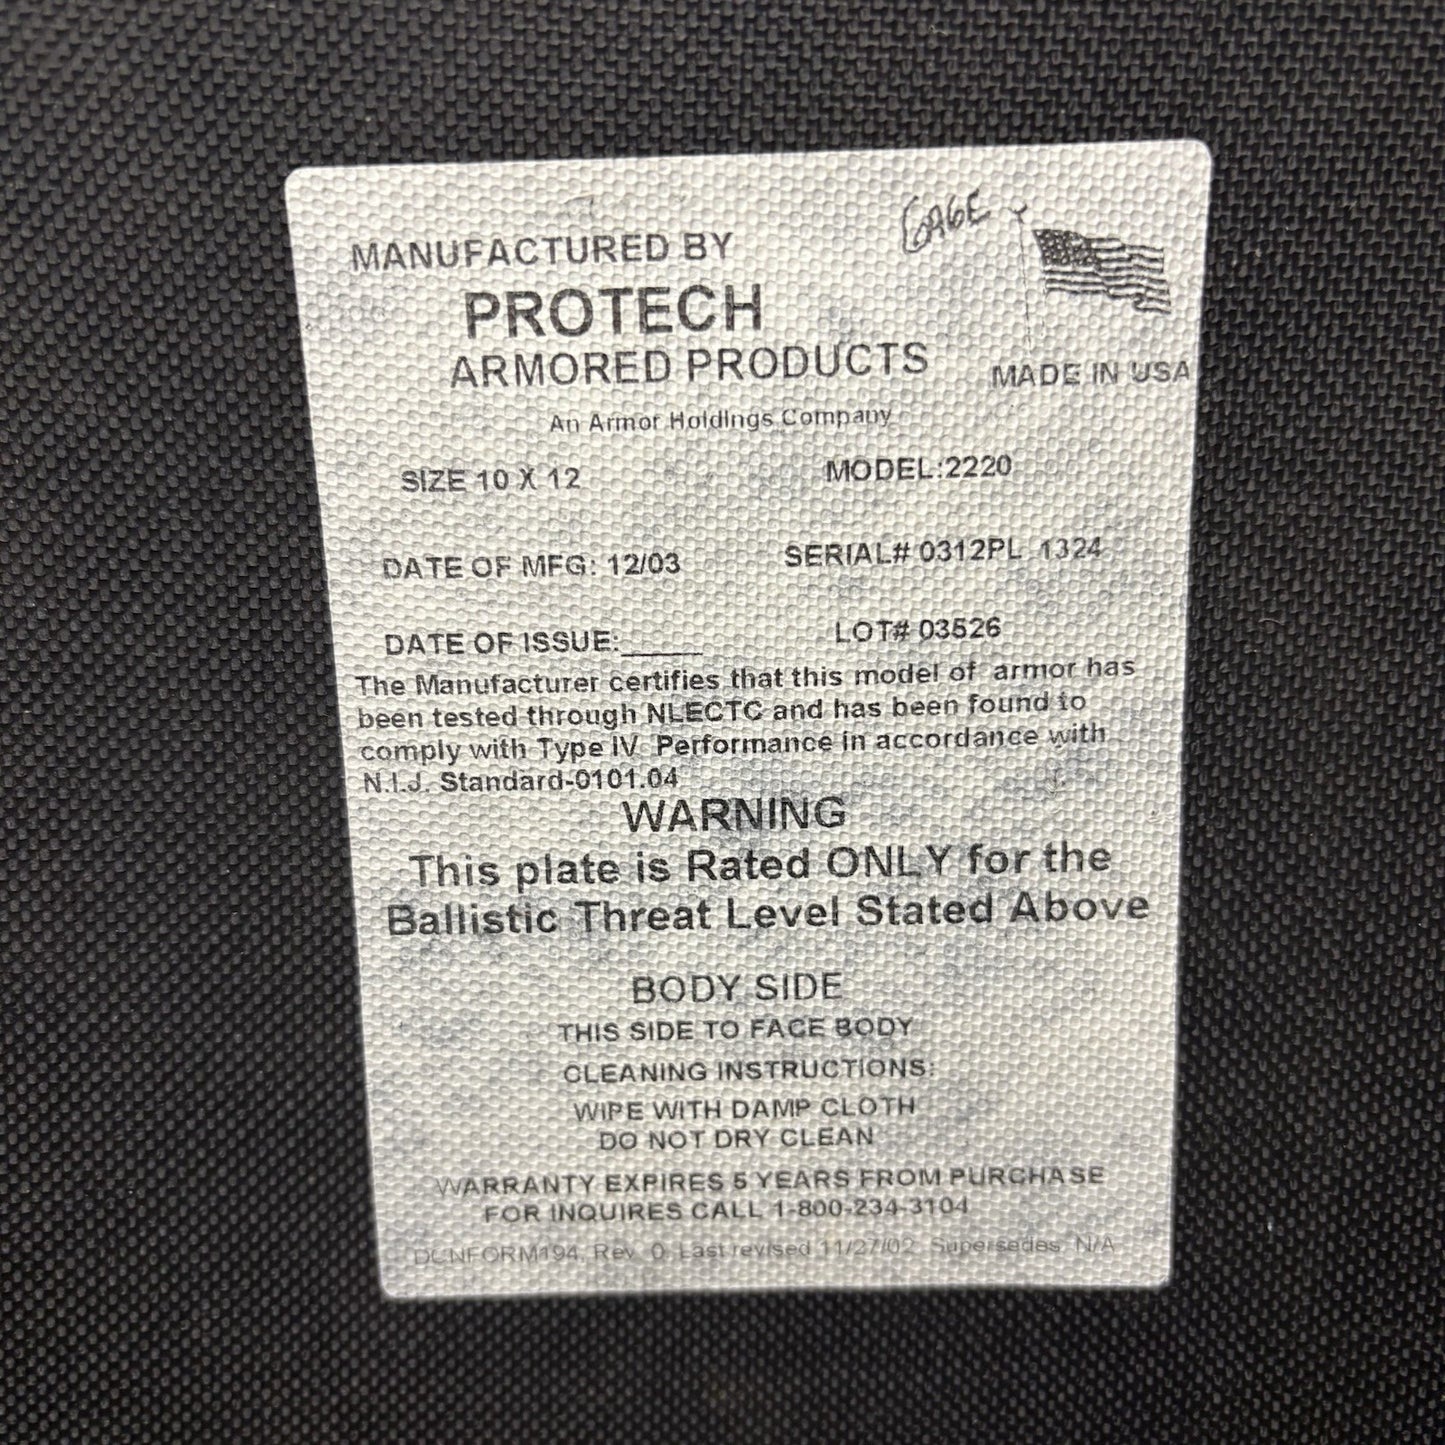 GAGE
MANUFACTURED BY
PROTECH
ARMORED PRODUCTS
MADE IN USA
An Armor Holdings Company
SIZE 10 X 12
MODEL:2220
DATE OF MFG: 12/03
SERIAL# 0312PL 1324
DATE OF ISSUE:_____
LOT# 03526
The Manufacturer certifies that this model of armor has
been tested through NLECTC and has been found to
comply with Type IV Performance in accordance with
N.I.J. Standard-0101.04
WARNING
This plate is Rated ONLY for the
Ballistic Threat Level Stated Above
BODY SIDE
THIS SIDE TO FACE BODY
CLEANING INSTRUCTIONS:
WIPE WITH DAMP CLOTH
DO NOT DRY CLEAN
WARRANTY EXPIRES 5 YEARS FROM PURCHASE
FOR INQUIRES CALL 1-800-234-3104
DCNFORM194, Rev. 0, Last revised 11/27/02 Supersedes, N/A